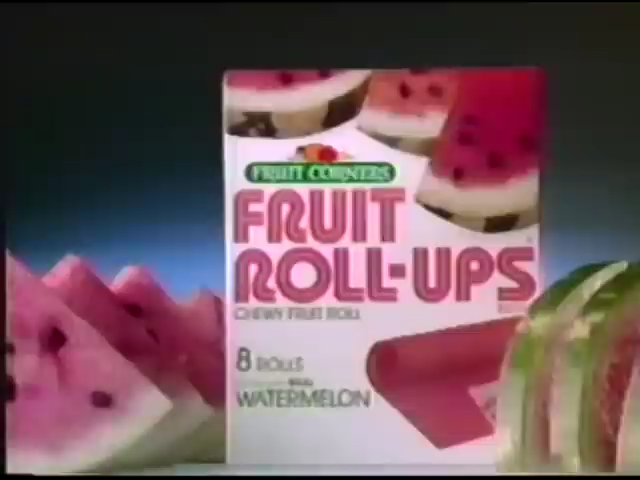 FRUIT CORNERS
FRUIT
ROLL-UPS
CHEWY FRUIT ROLL
8 ROLLS
WATERMELON